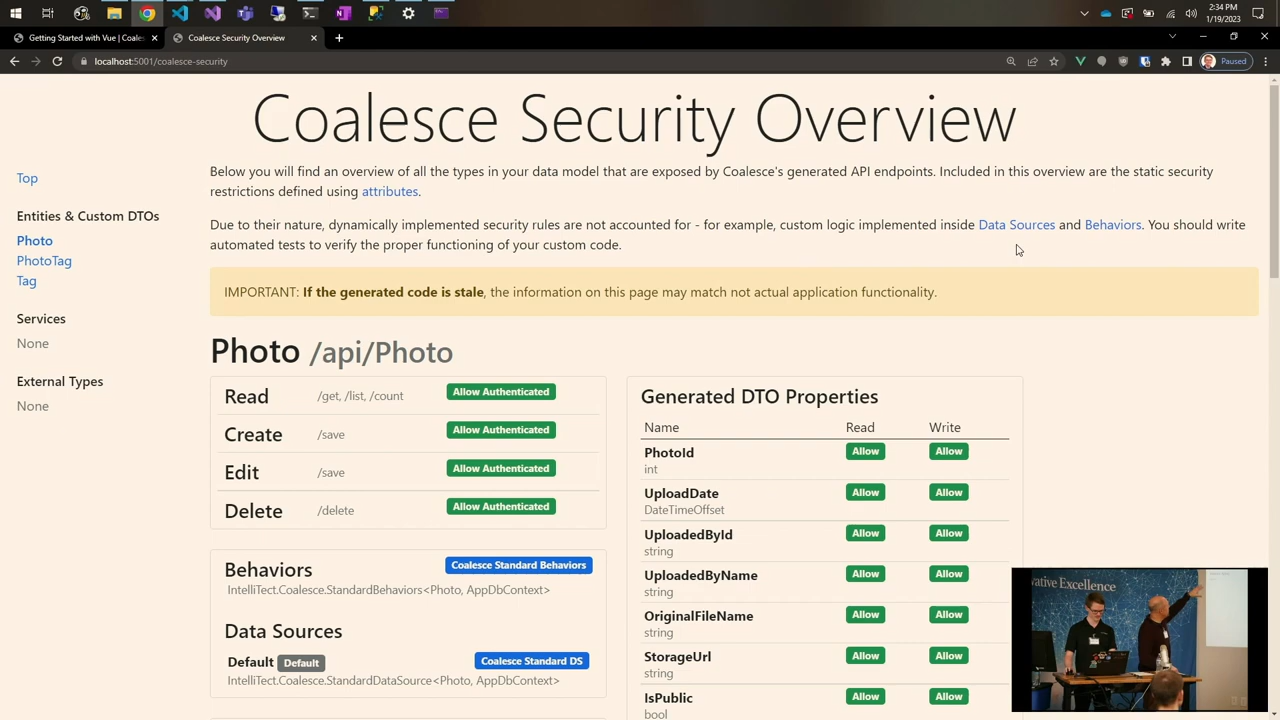 2:34 PM
1/19/2023
Getting Started with Vue | Coales
Coalesce Security Overview
localhost:5001/coalesce-security
Paused
Coalesce Security Overview
Below you will find an overview of all the types in your data model that are exposed by Coalesce's generated API endpoints. Included in this overview are the static security
restrictions defined using attributes.
Due to their nature, dynamically implemented security rules are not accounted for - for example, custom logic implemented inside Data Sources and Behaviors. You should write
automated tests to verify the proper functioning of your custom code.
IMPORTANT: If the generated code is stale, the information on this page may match not actual application functionality.
Top
Entities & Custom DTOs
Photo
PhotoTag
Tag
Services
None
External Types
None
Photo /api/Photo
Read /get, /list, /count Allow Authenticated
Create /save Allow Authenticated
Edit /save Allow Authenticated
Delete /delete Allow Authenticated
Behaviors Coalesce Standard Behaviors
IntelliTect.Coalesce.StandardBehaviors<Photo, AppDbContext>
Data Sources
Default Default Coalesce Standard DS
IntelliTect.Coalesce.StandardDataSource<Photo, AppDbContext>
Generated DTO Properties
Name Read Write
PhotoId Allow Allow
int
UploadDate Allow Allow
DateTimeOffset
UploadedById Allow Allow
string
UploadedByName Allow Allow
string
OriginalFileName Allow Allow
string
StorageUrl Allow Allow
string
IsPublic Allow Allow
bool
vative Excellence